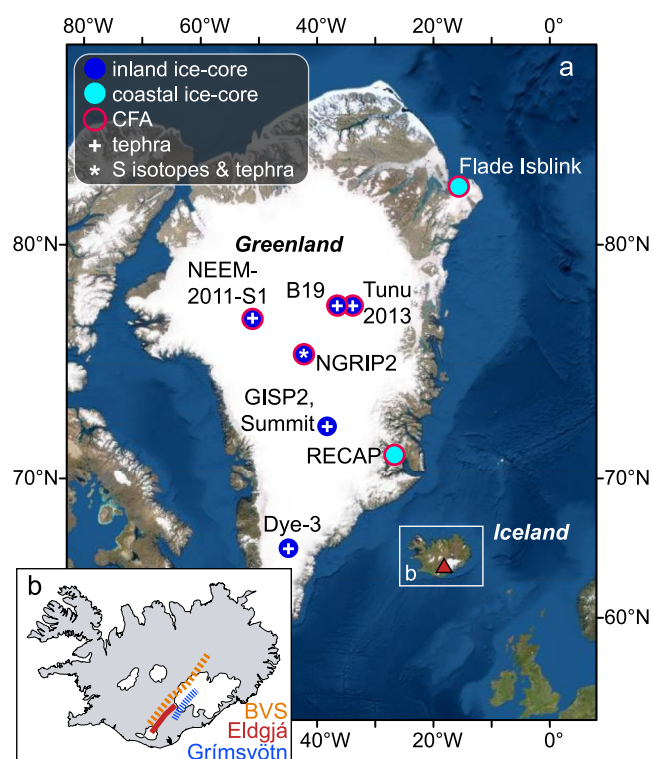 80°W
60°W
40°W
20°W
0°W
a
inland ice-core
coastal ice-core
CFA
tephra
S isotopes & tephra
Flade Isblink
80°N
80°N
Greenland
NEEM-
2011-S1
B19
Tunu
2013
NGRIP2
GISP2,
Summit
RECAP
70°N
70°N
Dye-3
Iceland
b
60°N
b
BVS
Eldgjá
Grímsvötn
40°W
20°W
0°W